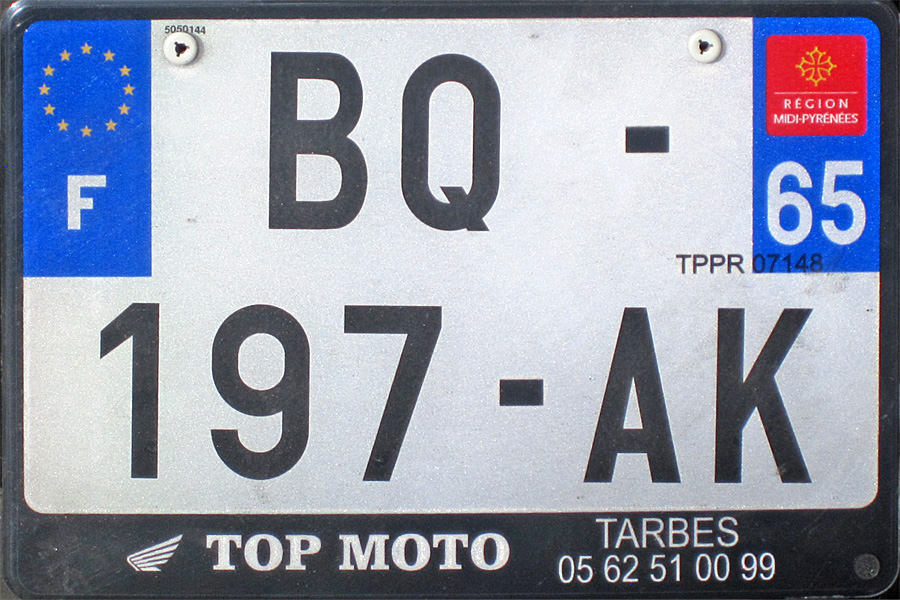 5050144
BQ -
F
RÉGION
MIDI-PYRÉNÉES
65
TPPR 07148
197-AK
TOP MOTO
TARBES
05 62 51 00 99